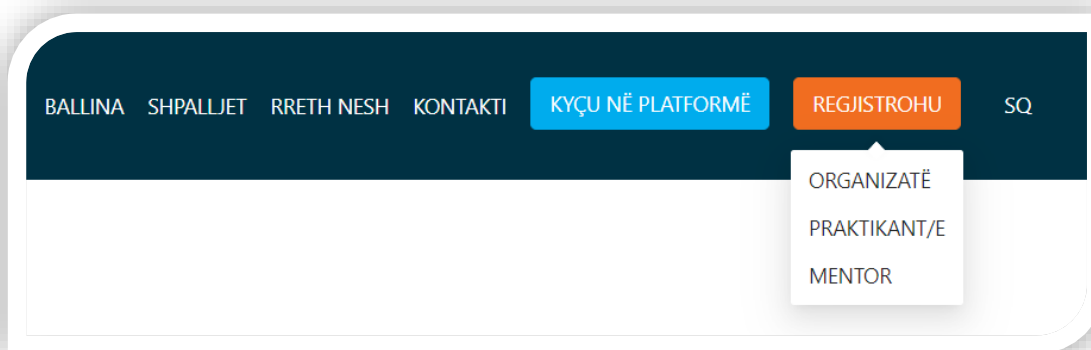 BALLINA SHPALLJET RRETH NESH KONTAKTI KYÇU NË PLATFORMË REGJISTROHU SQ
ORGANIZATË
PRAKTIKANT/E
MENTOR